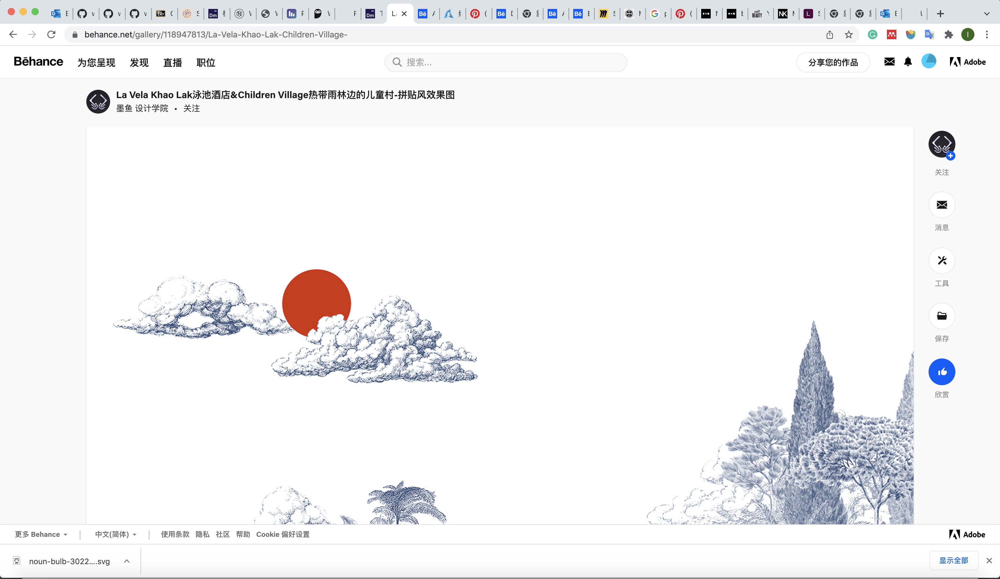 behance.net/gallery/118947813/La-Vela-Khao-Lak-Children-Village-
Bēhance 为您呈现 发现 直播 职位 搜索... 分享您的作品 Adobe
La Vela Khao Lak泳池酒店&Children Village热带雨林边的儿童村-拼贴风效果图
墨鱼 设计学院 · 关注
关注
消息
工具
保存
欣赏
更多 Behance 中文(简体) 使用条款 隐私 社区 帮助 Cookie 偏好设置 Adobe
noun-bulb-3022....svg 显示全部